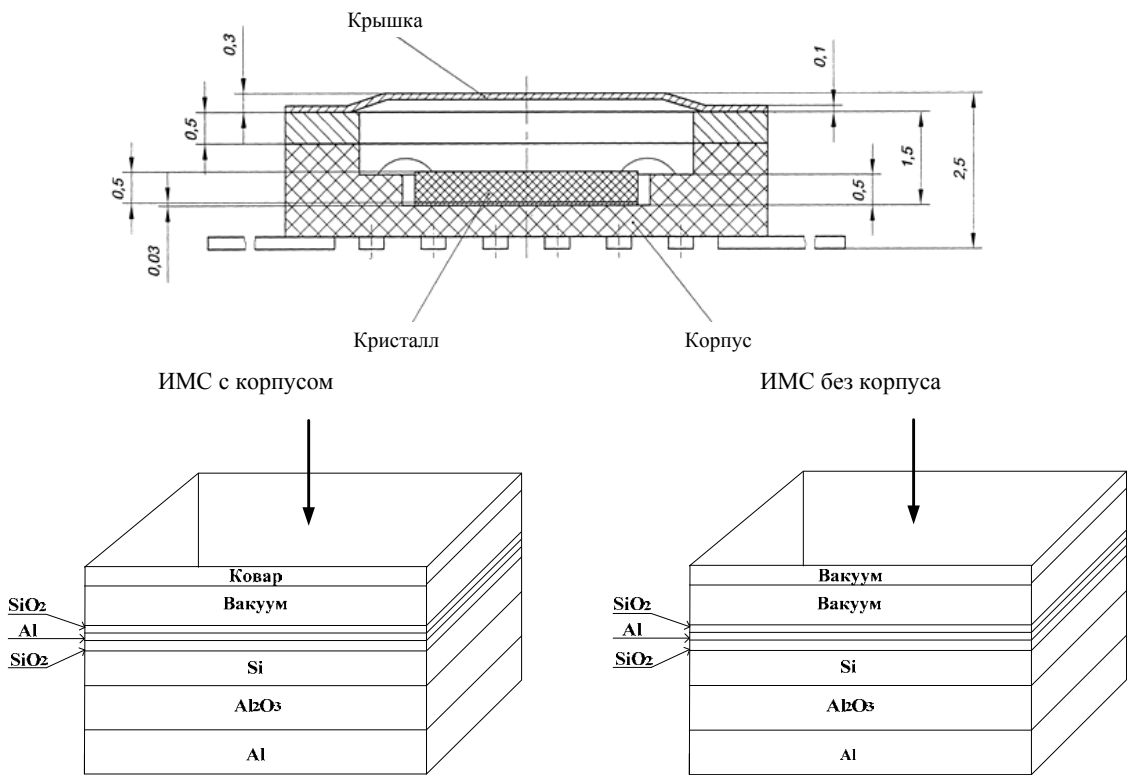 Крышка
0,3
0,1
0,5
1,5
2,5
0,5
0,5
0,03
Кристалл
Корпус
ИМС с корпусом
ИМС без корпуса
Ковар
Вакуум
SiO2
Al
SiO2
Si
Al2O3
Al
Вакуум
Вакуум
SiO2
Al
SiO2
Si
Al2O3
Al